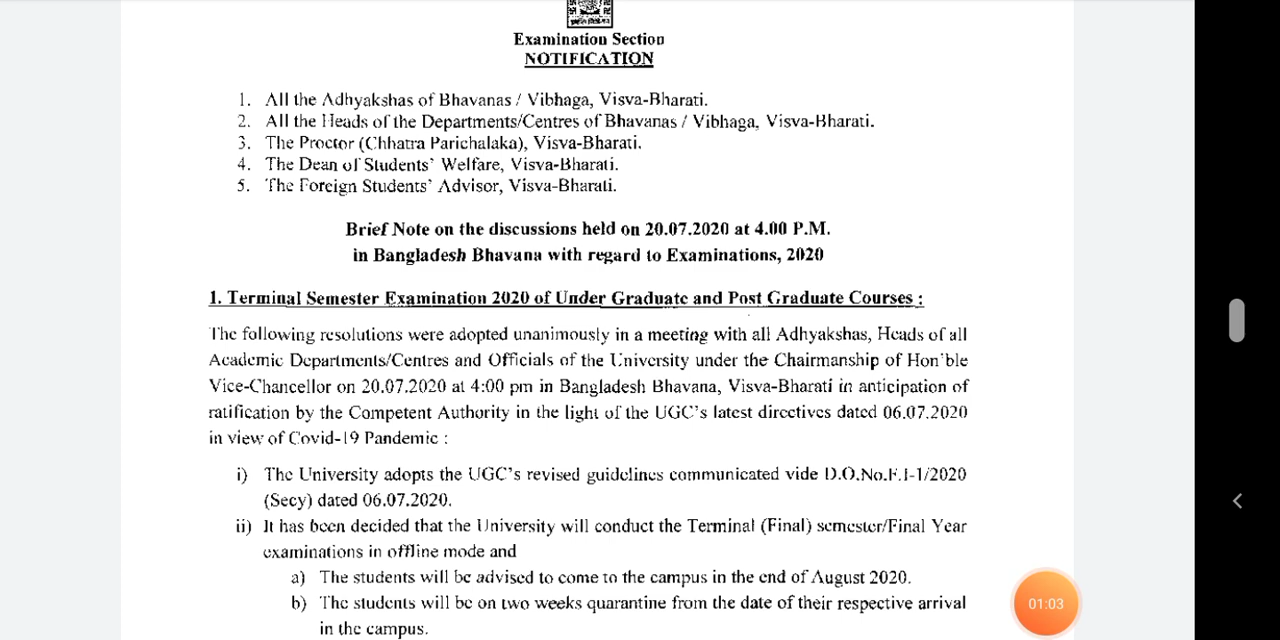 Examination Section
NOTIFICATION
1. All the Adhyakshas of Bhavanas / Vibhaga, Visva-Bharati.
2. All the Heads of the Departments/Centres of Bhavanas / Vibhaga, Visva-Bharati.
3. The Proctor (Chhatra Parichalaka), Visva-Bharati.
4. The Dean of Students' Welfare, Visva-Bharati.
5. The Foreign Students' Advisor, Visva-Bharati.
Brief Note on the discussions held on 20.07.2020 at 4.00 P.M.
in Bangladesh Bhavana with regard to Examinations, 2020
1. Terminal Semester Examination 2020 of Under Graduate and Post Graduate Courses :
The following resolutions were adopted unanimously in a meeting with all Adhyakshas, Heads of all
Academic Departments/Centres and Officials of the University under the Chairmanship of Hon'ble
Vice-Chancellor on 20.07.2020 at 4:00 pm in Bangladesh Bhavana, Visva-Bharati in anticipation of
ratification by the Competent Authority in the light of the UGC's latest directives dated 06.07.2020
in view of Covid-19 Pandemic :
i) The University adopts the UGC's revised guidelines communicated vide D.O.No.F.1-1/2020
(Secy) dated 06.07.2020.
ii) It has been decided that the University will conduct the Terminal (Final) semester/Final Year
examinations in offline mode and
a) The students will be advised to come to the campus in the end of August 2020.
b) The students will be on two weeks quarantine from the date of their respective arrival
in the campus.
01:03